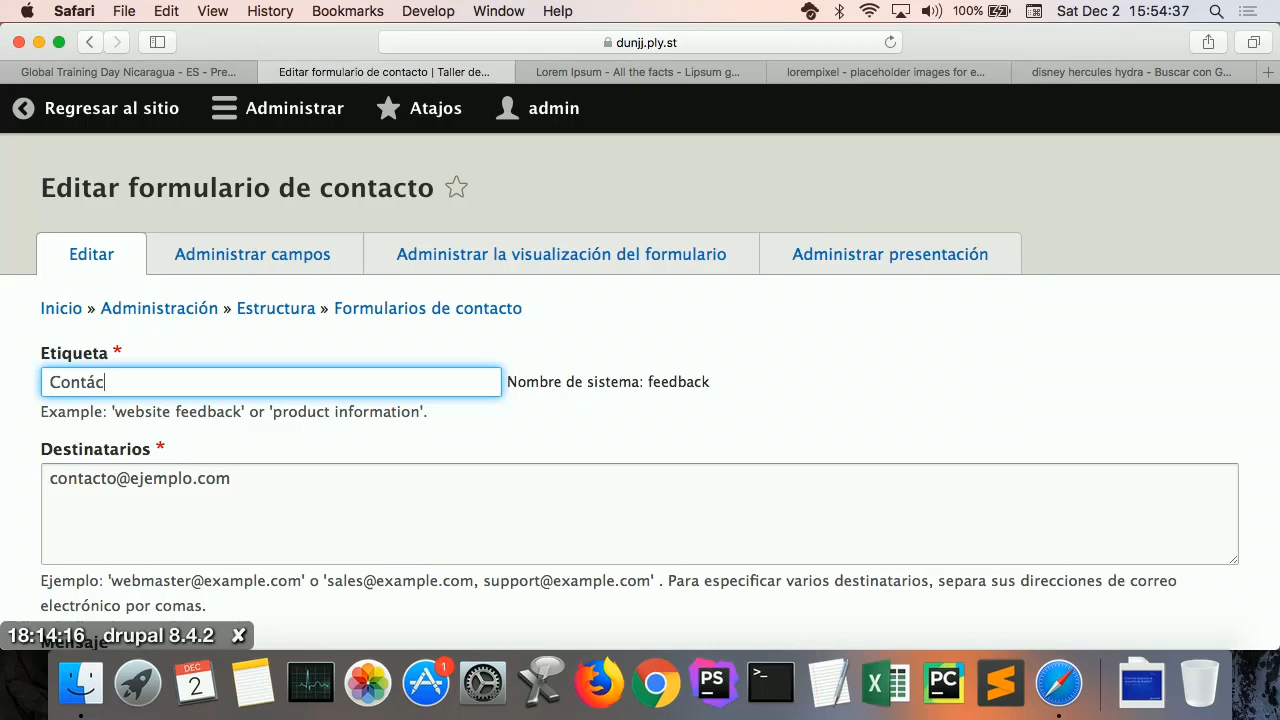 Safari File Edit View History Bookmarks Develop Window Help 100% Sat Dec 2 15:54:37
dunjj.ply.st
Global Training Day Nicaragua - ES - Pre... Editar formulario de contacto | Taller de... Lorem Ipsum - All the facts - Lipsum g... lorempixel - placeholder images for e... disney hercules hydra - Buscar con G...
Regresar al sitio Administrar Atajos admin
Editar formulario de contacto
Editar Administrar campos Administrar la visualización del formulario Administrar presentación
Inicio » Administración » Estructura » Formularios de contacto
Etiqueta *
Contác Nombre de sistema: feedback
Example: 'website feedback' or 'product information'.
Destinatarios *
contacto@ejemplo.com
Ejemplo: 'webmaster@example.com' o 'sales@example.com, support@example.com' . Para especificar varios destinatarios, separa sus direcciones de correo
electrónico por comas.
Mensaje
18:14:16 drupal 8.4.2 ✘
DEC
2
1
PS
>_
X
PC